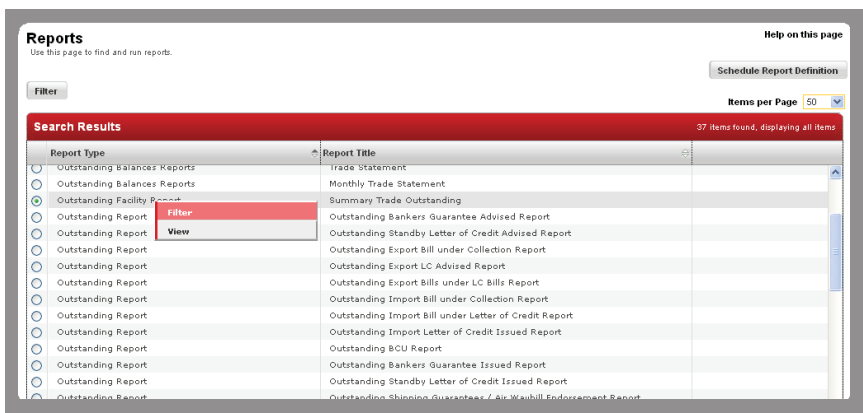 Reports
Help on this page
Use this page to find and run reports.
Schedule Report Definition
Filter
Items per Page 50
Search Results 37 items found, displaying all items
Report Type Report Title
Outstanding Balances Reports Trade Statement
Outstanding Balances Reports Monthly Trade Statement
Outstanding Facility Report Summary Trade Outstanding
Filter
View
Outstanding Report Outstanding Bankers Guarantee Advised Report
Outstanding Report Outstanding Standby Letter of Credit Advised Report
Outstanding Report Outstanding Export Bill under Collection Report
Outstanding Report Outstanding Export LC Advised Report
Outstanding Report Outstanding Export Bills under LC Bills Report
Outstanding Report Outstanding Import Bill under Collection Report
Outstanding Report Outstanding Import Bill under Letter of Credit Report
Outstanding Report Outstanding Import Letter of Credit Issued Report
Outstanding Report Outstanding BCU Report
Outstanding Report Outstanding Bankers Guarantee Issued Report
Outstanding Report Outstanding Standby Letter of Credit Issued Report
Outstanding Report Outstanding Shipping Guarantees / Air Waybill Endorsement Report